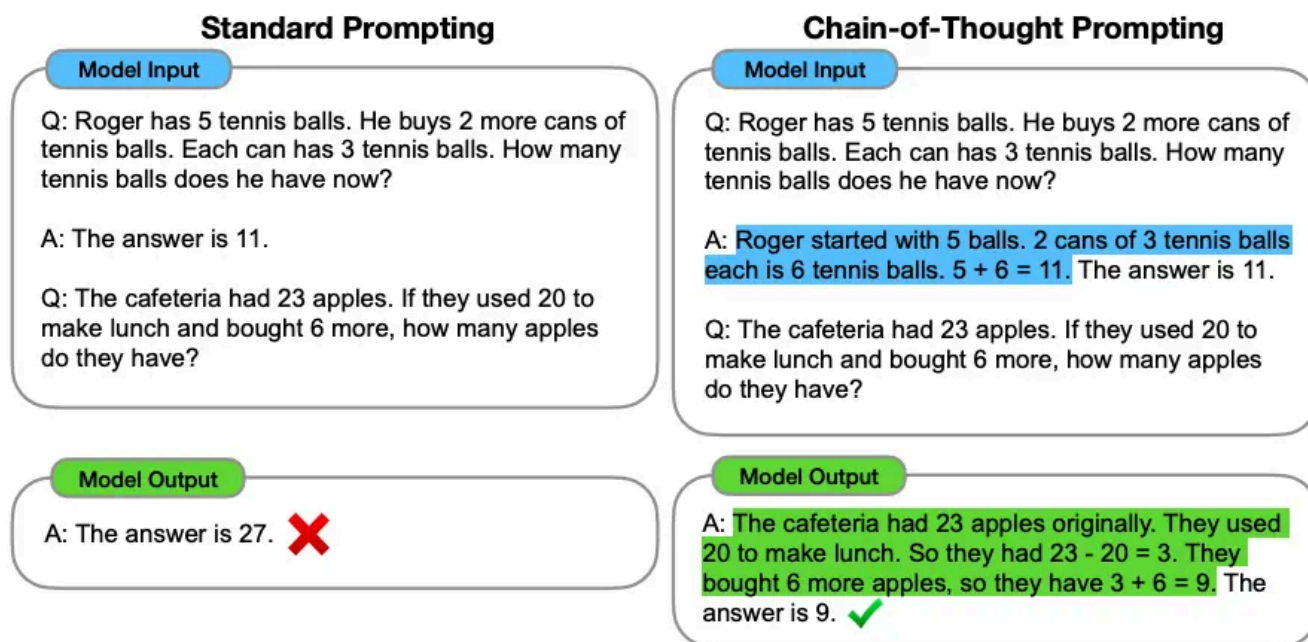 Standard Prompting
Model Input
Q: Roger has 5 tennis balls. He buys 2 more cans of
tennis balls. Each can has 3 tennis balls. How many
tennis balls does he have now?
A: The answer is 11.
Q: The cafeteria had 23 apples. If they used 20 to
make lunch and bought 6 more, how many apples
do they have?
Model Output
A: The answer is 27.
Chain-of-Thought Prompting
Model Input
Q: Roger has 5 tennis balls. He buys 2 more cans of
tennis balls. Each can has 3 tennis balls. How many
tennis balls does he have now?
A: Roger started with 5 balls. 2 cans of 3 tennis balls
each is 6 tennis balls. 5 + 6 = 11. The answer is 11.
Q: The cafeteria had 23 apples. If they used 20 to
make lunch and bought 6 more, how many apples
do they have?
Model Output
A: The cafeteria had 23 apples originally. They used
20 to make lunch. So they had 23 - 20 = 3. They
bought 6 more apples, so they have 3 + 6 = 9. The
answer is 9.